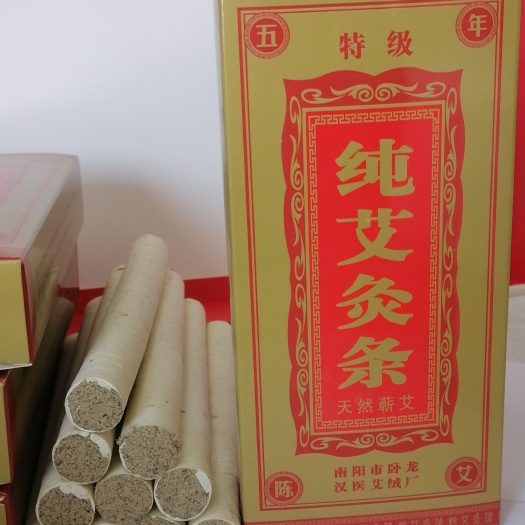 五 年
特级
纯艾灸条
天然蕲艾
南阳市卧龙
汉医艾绒厂
陈 艾